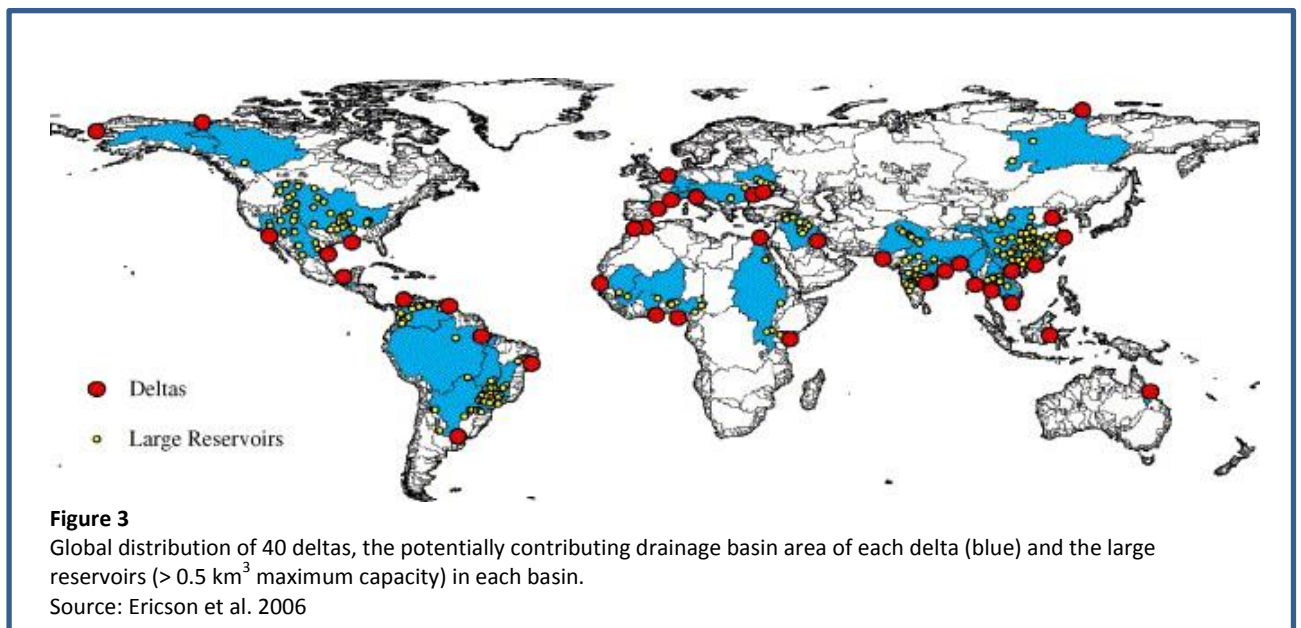 Deltas
Large Reservoirs
Figure 3
Global distribution of 40 deltas, the potentially contributing drainage basin area of each delta (blue) and the large
reservoirs (> 0.5 km³ maximum capacity) in each basin.
Source: Ericson et al. 2006